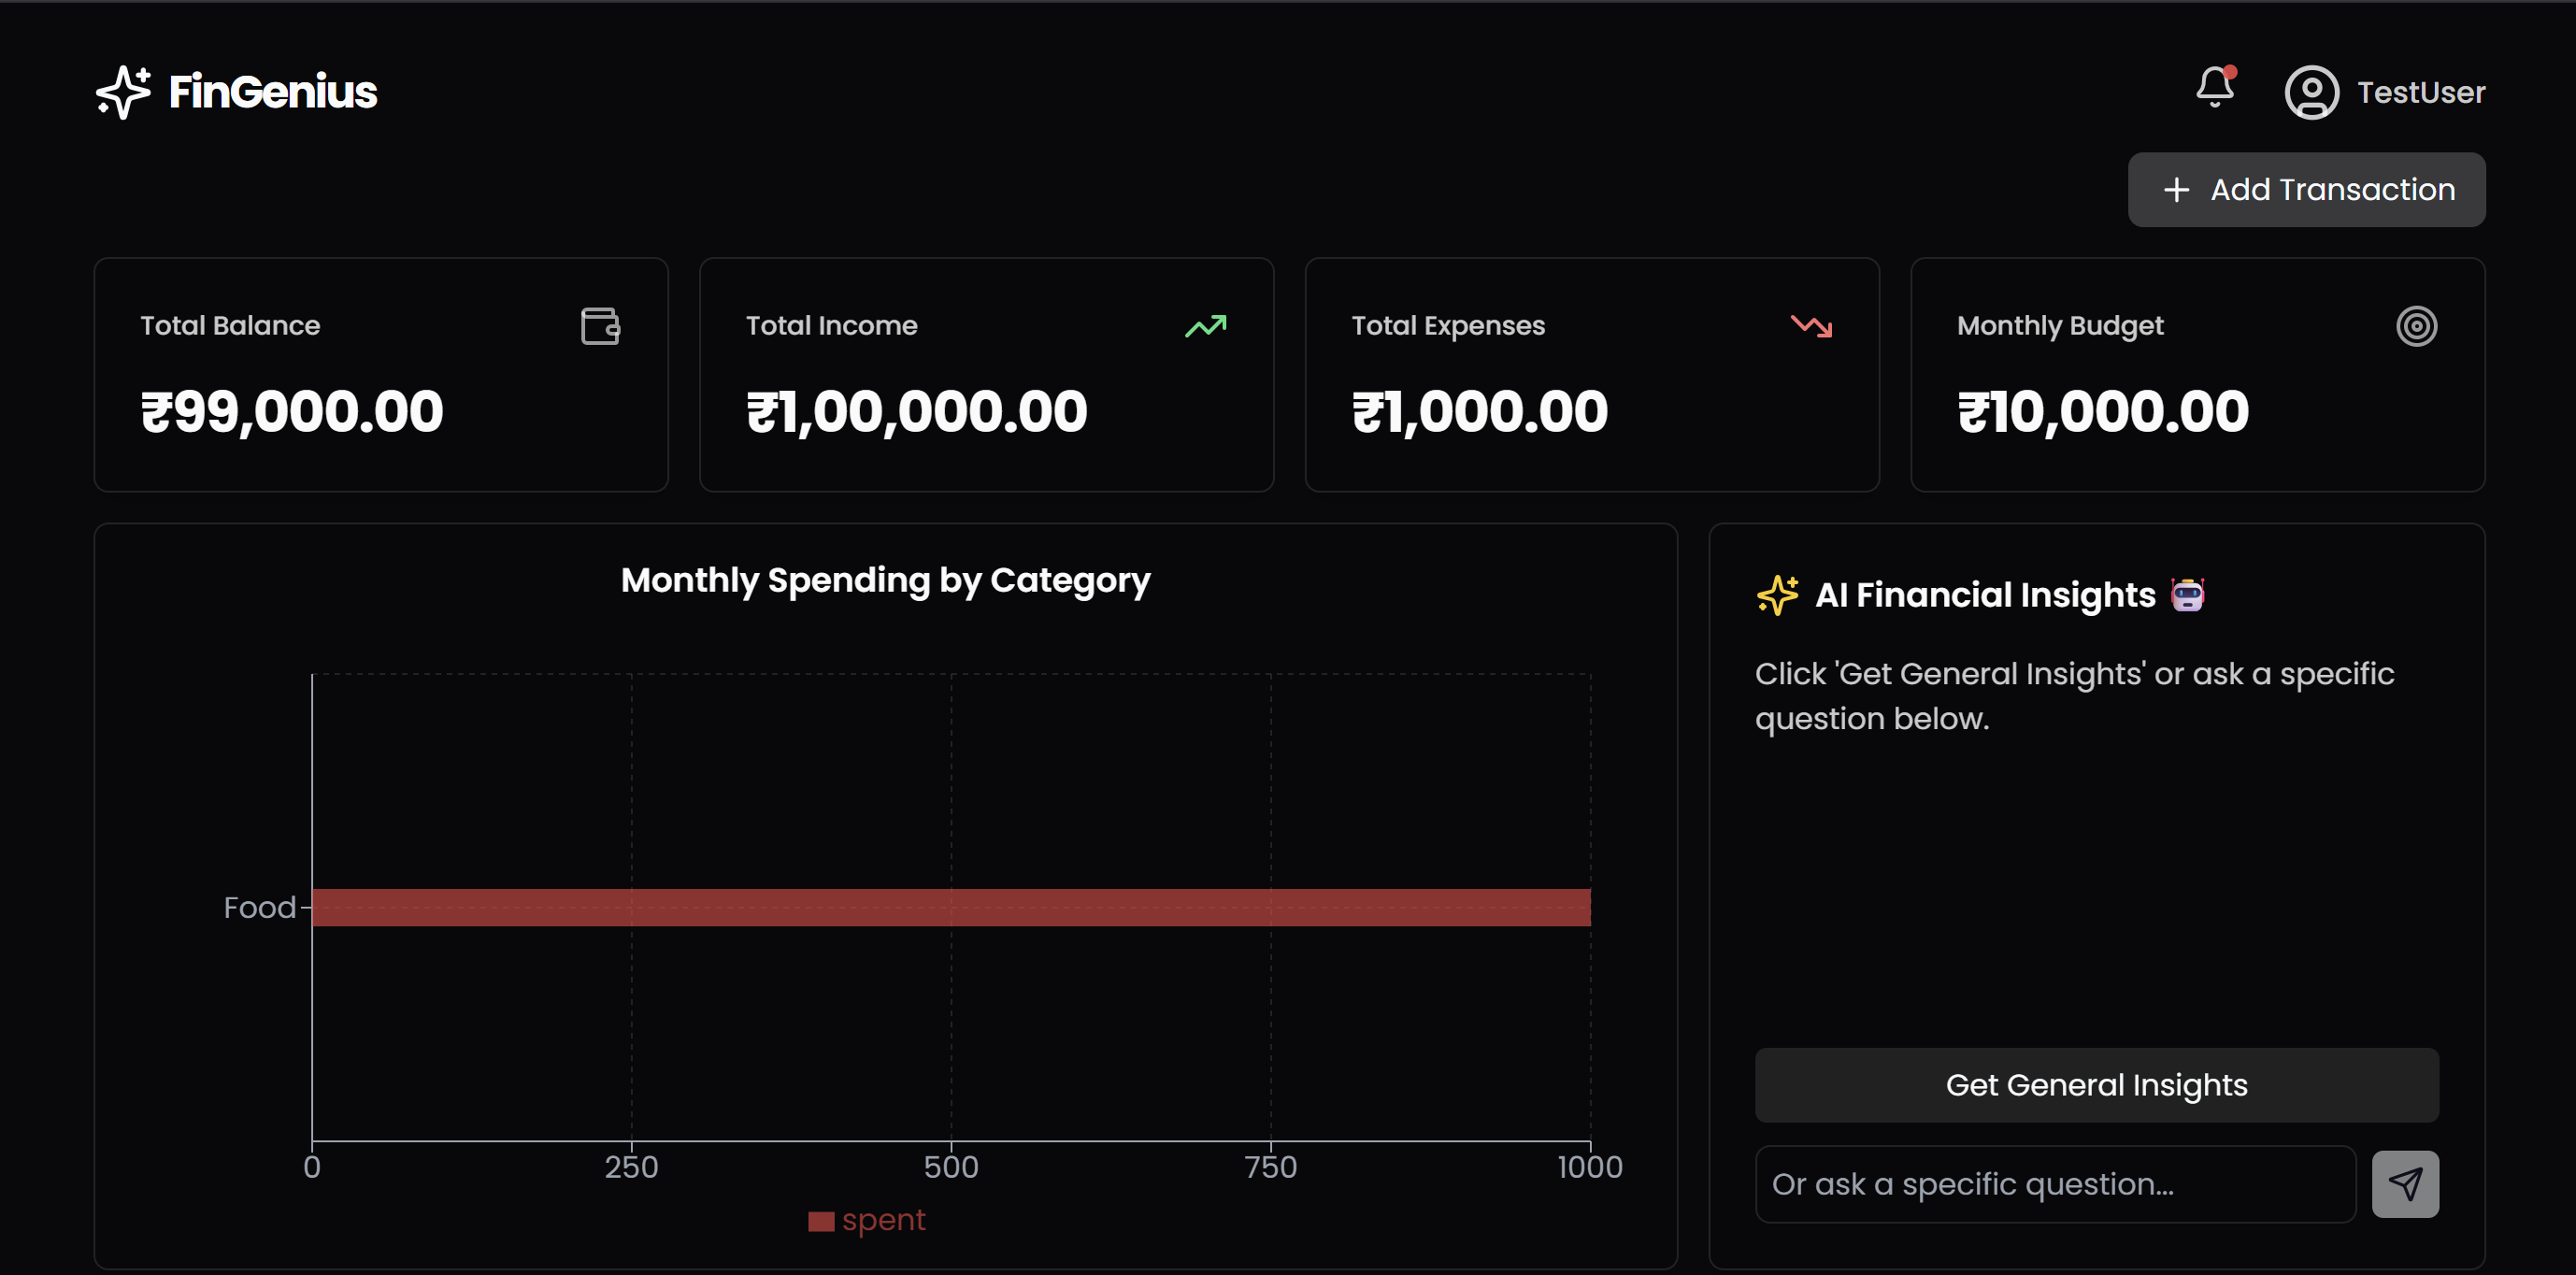 FinGenius
TestUser
Add Transaction
Total Balance
₹99,000.00
Total Income
₹1,00,000.00
Total Expenses
₹1,000.00
Monthly Budget
₹10,000.00
Monthly Spending by Category
Food
0 250 500 750 1000
spent
AI Financial Insights
Click 'Get General Insights' or ask a specific
question below.
Get General Insights
Or ask a specific question...